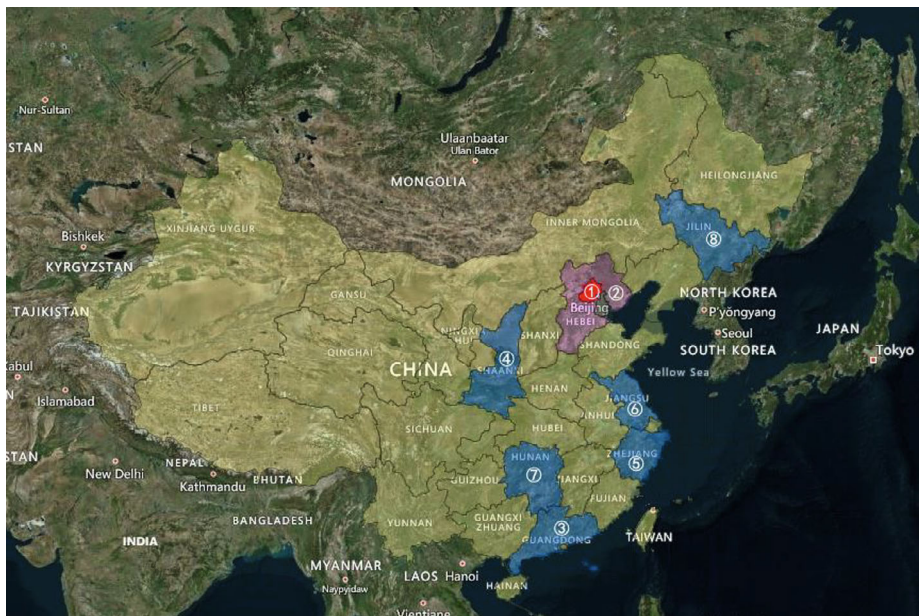 Nur-Sultan
STAN
Ulaanbaatar
Ulan Bator
MONGOLIA
HEILONGJIANG
XINJIANG UYGUR
INNER MONGOLIA
JILIN
⑧
Bishkek
KYRGYZSTAN
GANSU
①
②
NORTH KOREA
Beijing
P'yŏngyang
TAJIKISTAN
HEBEI
NINGXIA
SHANXI
Seoul
JAPAN
QINGHAI
SHANDONG
SOUTH KOREA
Tokyo
④
CHINA
SHAANXI
Yellow Sea
Islamabad
HENAN
JIANGSU
TIBET
⑥
ANHUI
SICHUAN
HUBEI
STAN
New Delhi
NEPAL
HUNAN
ZHEJIANG
⑤
Kathmandu
BHUTAN
GUIZHOU
⑦
JIANGXI
FUJIAN
YUNNAN
GUANGXI
ZHUANG
③
BANGLADESH
GUANGDONG
TAIWAN
INDIA
MYANMAR
LAOS
Hanoi
Naypyidaw
HAINAN
Vientiane